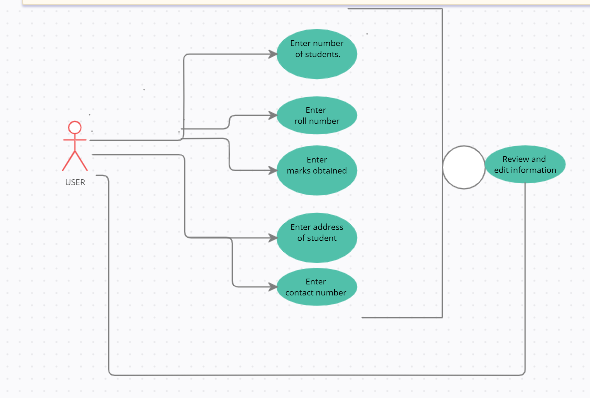 Enter number
of students.
Enter
roll number
Enter
marks obtained
USER
Review and
edit information
Enter address
of student
Enter
contact number